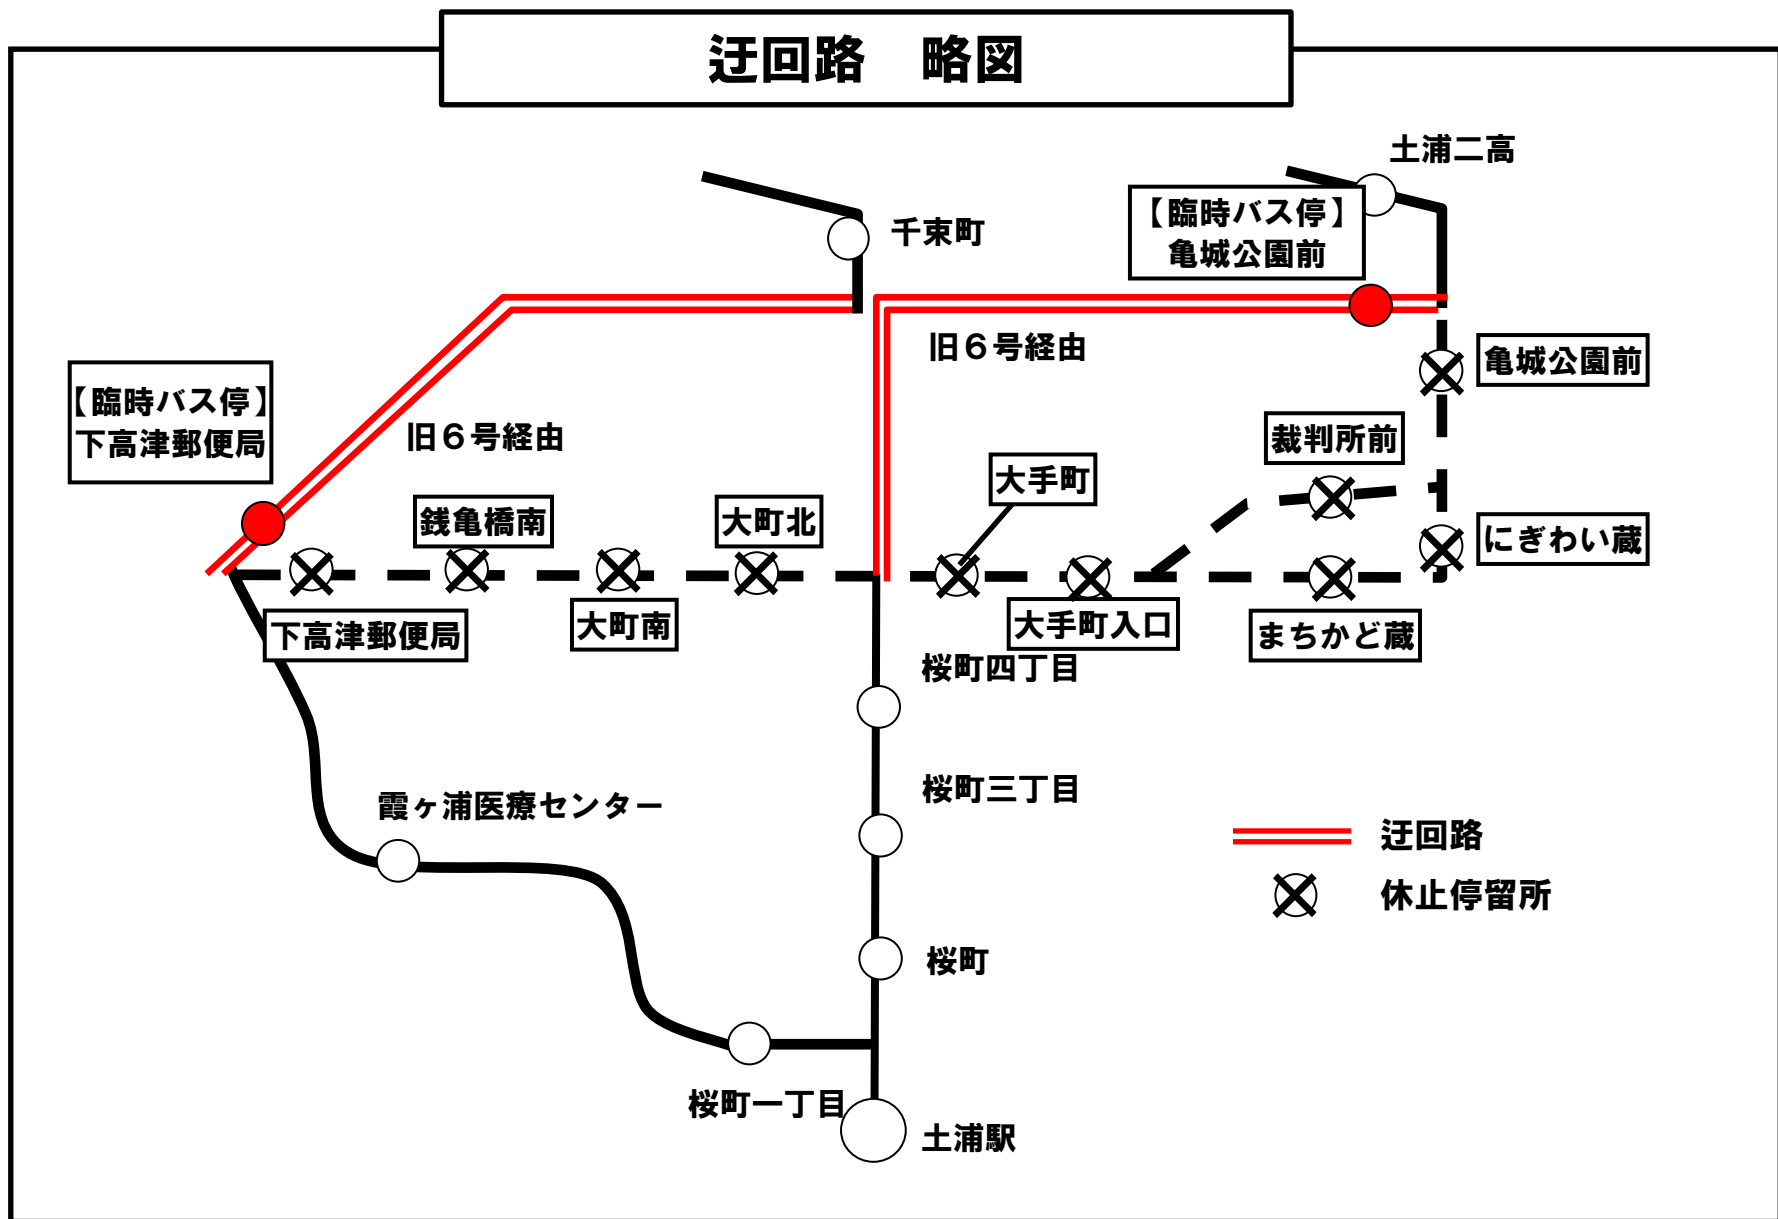 迂回路　略図
土浦二高
【臨時バス停】
亀城公園前
千束町
旧６号経由
亀城公園前
【臨時バス停】
下高津郵便局
旧６号経由
裁判所前
大手町
銭亀橋南
大町北
にぎわい蔵
下高津郵便局
大町南
大手町入口
まちかど蔵
桜町四丁目
桜町三丁目
霞ヶ浦医療センター
迂回路
休止停留所
桜町
桜町一丁目
土浦駅